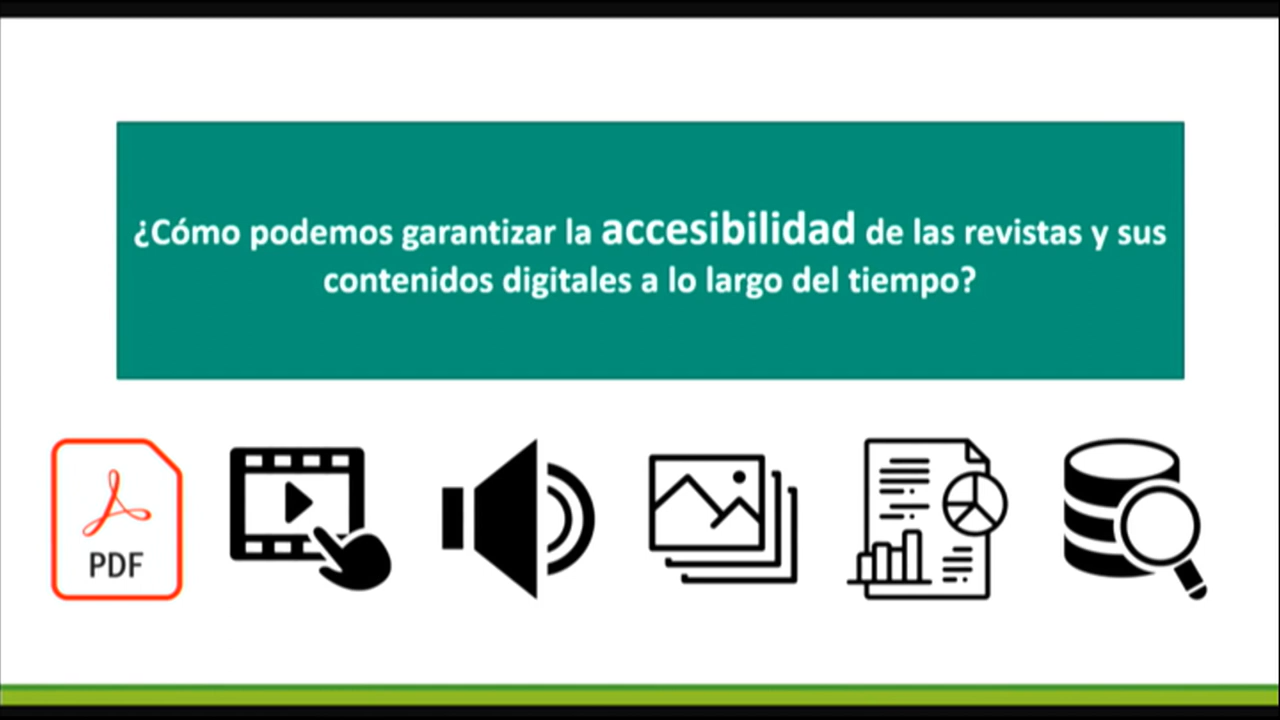 ¿Cómo podemos garantizar la accesibilidad de las revistas y sus
contenidos digitales a lo largo del tiempo?
PDF